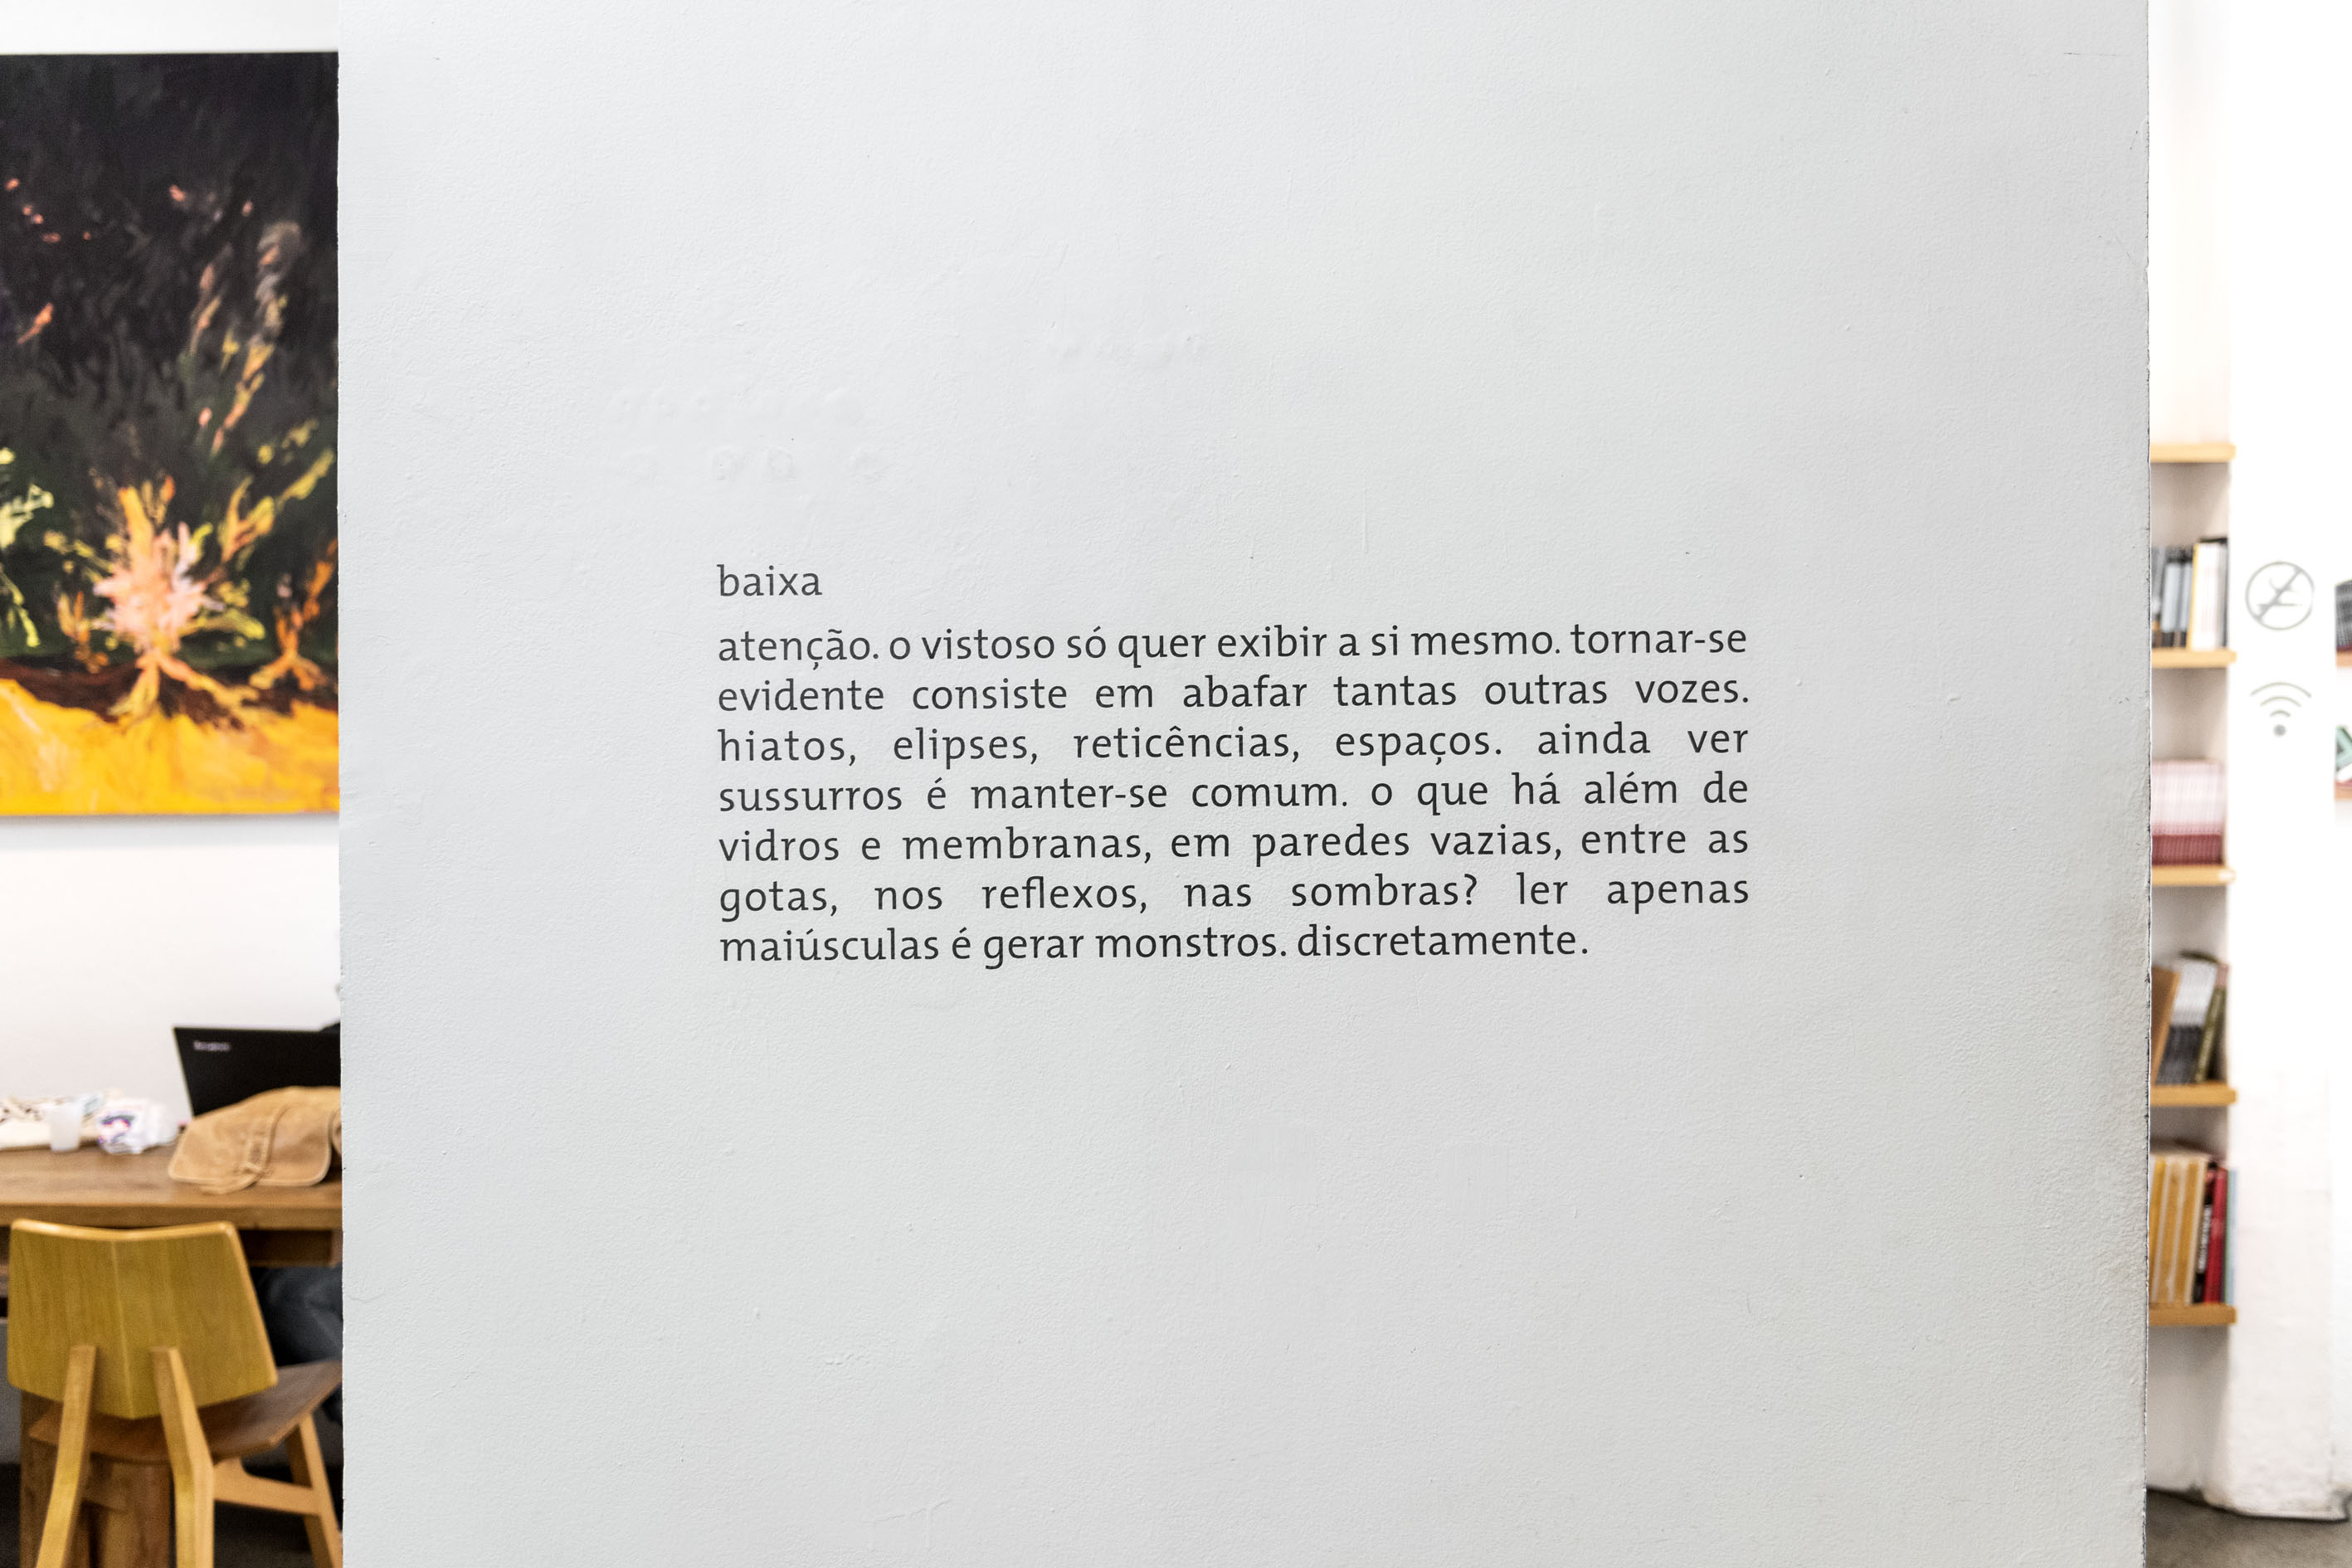 baixa
atenção. o vistoso só quer exibir a si mesmo. tornar-se
evidente consiste em abafar tantas outras vozes.
hiatos, elipses, reticências, espaços. ainda ver
sussurros é manter-se comum. o que há além de
vidros e membranas, em paredes vazias, entre as
gotas, nos reflexos, nas sombras? ler apenas
maiúsculas é gerar monstros. discretamente.